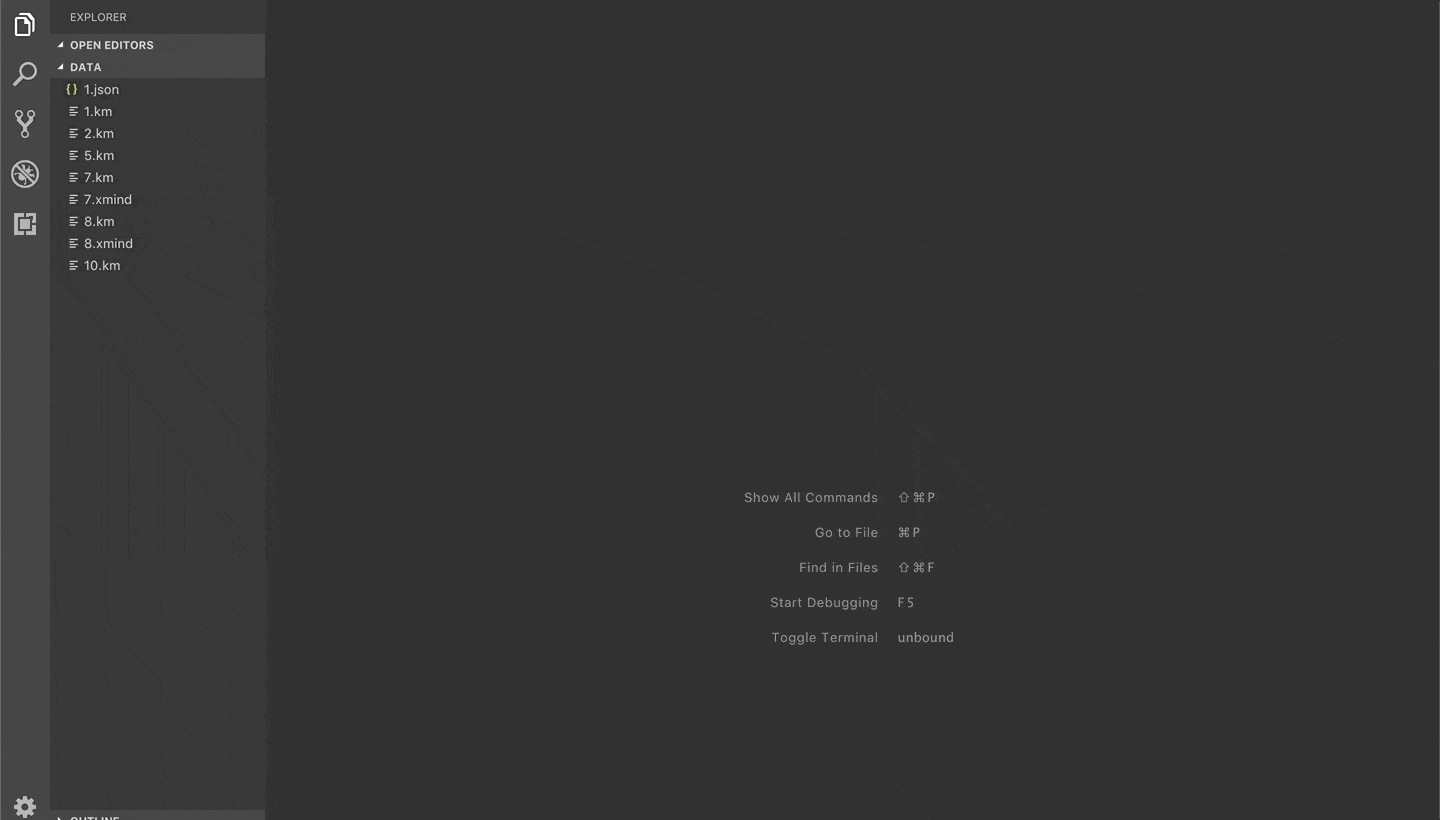 EXPLORER
OPEN EDITORS
DATA
{} 1.json
1.km
2.km
5.km
7.km
7.xmind
8.km
8.xmind
10.km
OUTLINE
Show All Commands ⇧⌘P
Go to File ⌘P
Find in Files ⇧⌘F
Start Debugging F5
Toggle Terminal unbound